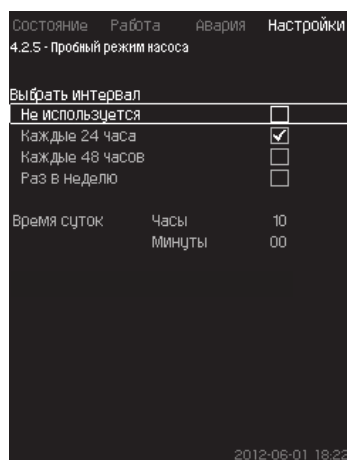 Состояние Работа Авария Настройки
4.2.5 - Пробный режим насоса
Выбрать интервал
Не используется
Каждые 24 часа
Каждые 48 часов
Раз в неделю
Время суток Часы 10
Минуты 00
2012-06-01 18:22